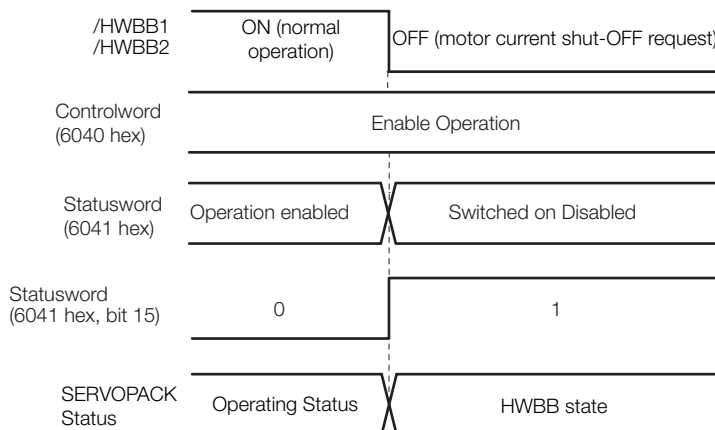 /HWBB1
/HWBB2
ON (normal
operation)
OFF (motor current shut-OFF request)
Controlword
(6040 hex)
Enable Operation
Statusword
(6041 hex)
Operation enabled
Switched on Disabled
Statusword
(6041 hex, bit 15)
0
1
SERVOPACK
Status
Operating Status
HWBB state